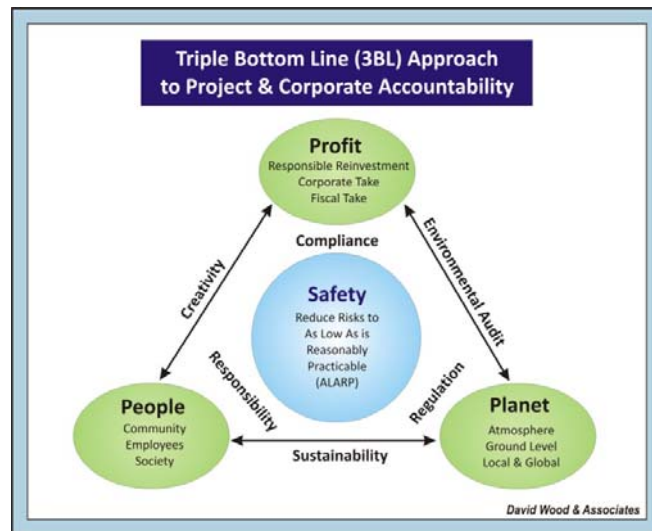 Triple Bottom Line (3BL) Approach
to Project & Corporate Accountability
Profit
Responsible Reinvestment
Corporate Take
Fiscal Take
Compliance
Creativity
Environmental Audit
Safety
Reduce Risks to
As Low As is
Reasonably
Practicable
(ALARP)
Responsibility
Regulation
People
Community
Employees
Society
Sustainability
Planet
Atmosphere
Ground Level
Local & Global
David Wood & Associates